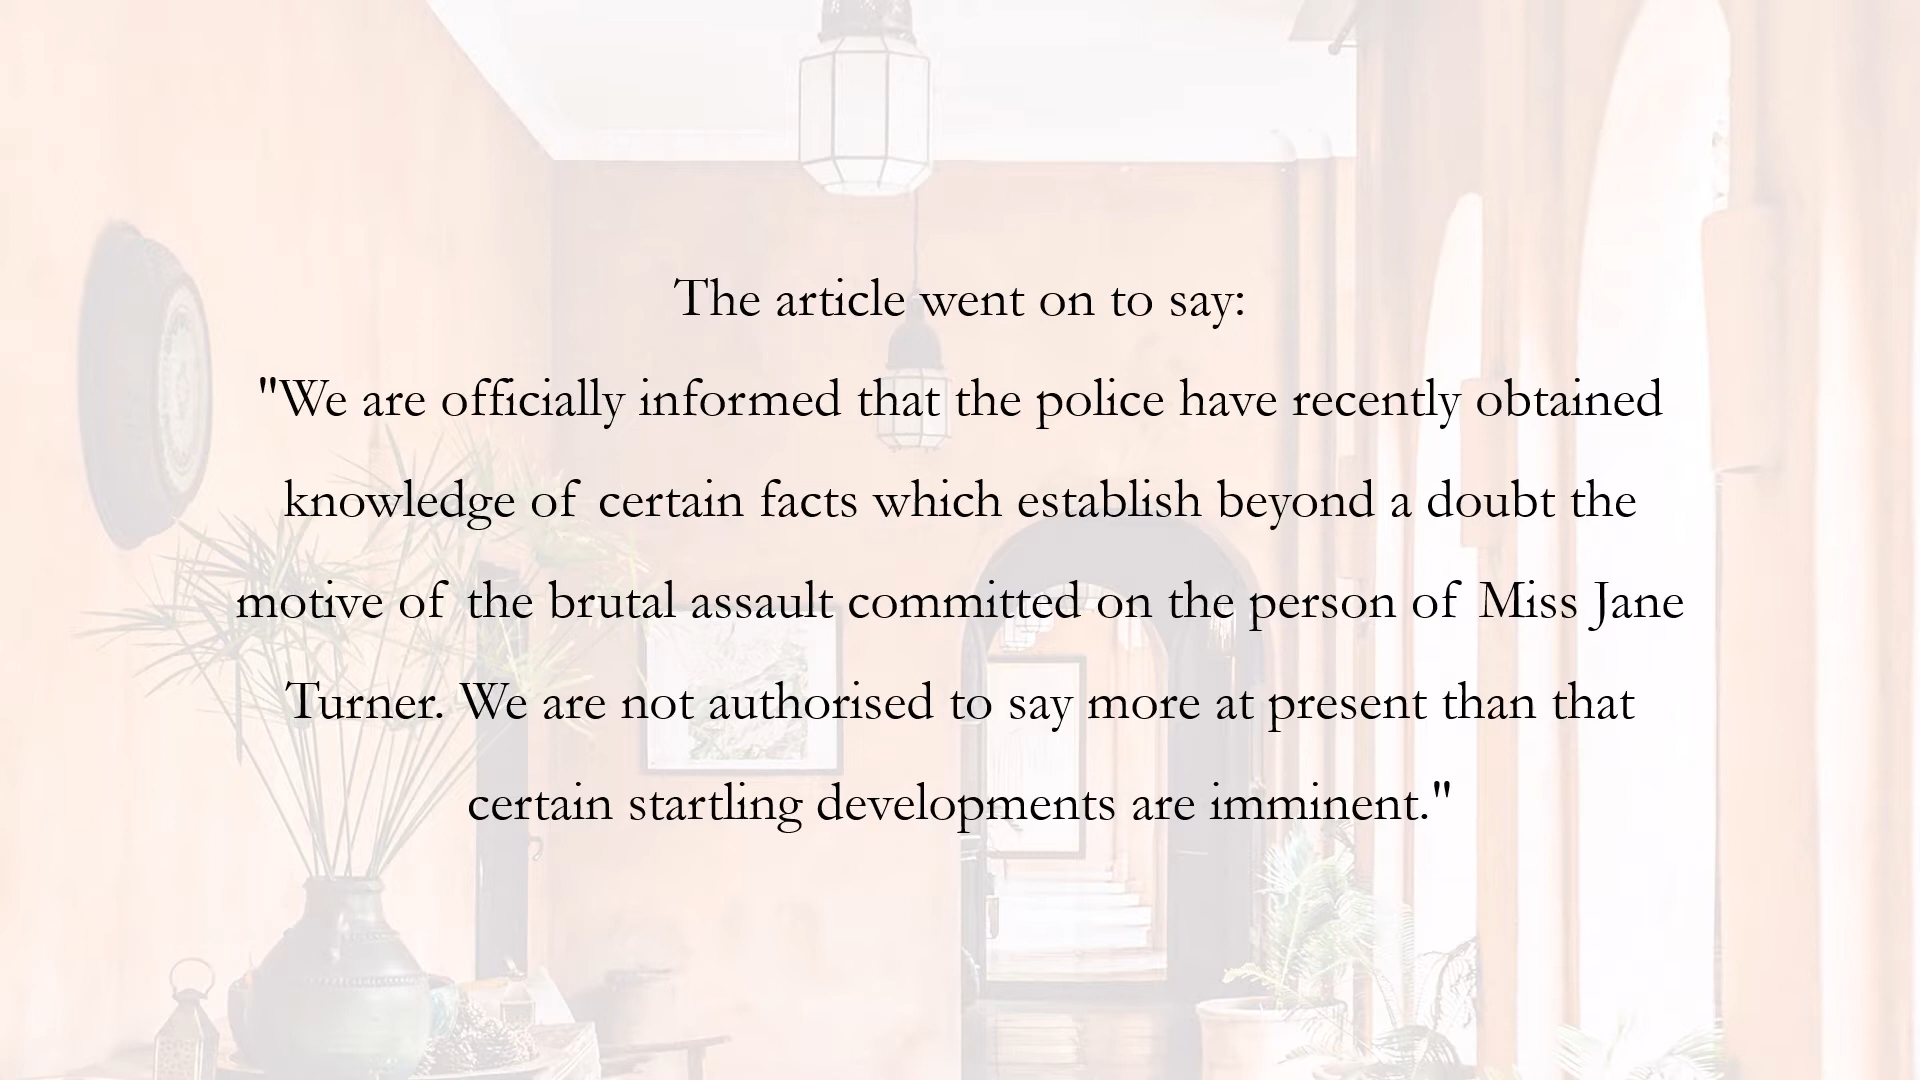 The article went on to say:
"We are officially informed that the police have recently obtained
knowledge of certain facts which establish beyond a doubt the
motive of the brutal assault committed on the person of Miss Jane
Turner. We are not authorised to say more at present than that
certain startling developments are imminent."